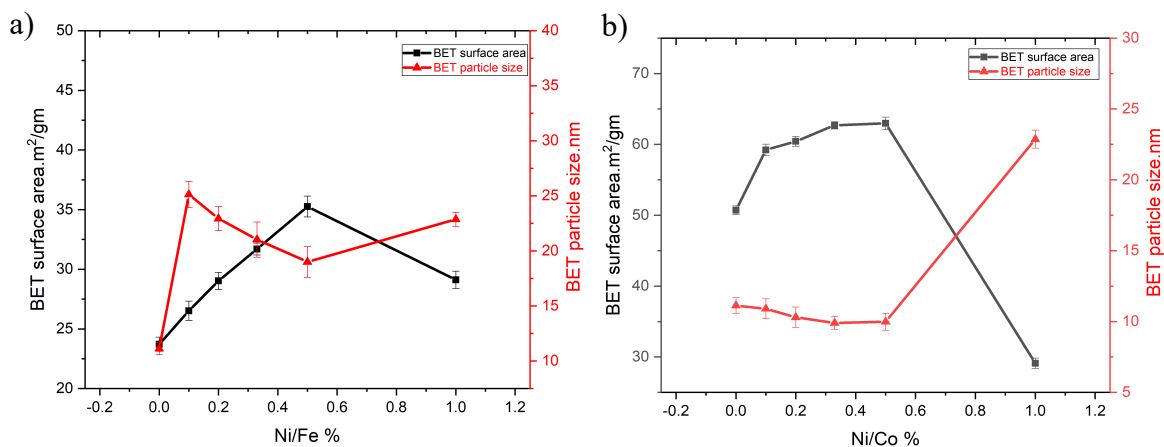 a)
50
45
40
35
30
25
20
BET surface area.m²/gm
BET surface area
BET particle size
40
35
30
25
20
15
10
BET particle size.nm
-0.2 0.0 0.2 0.4 0.6 0.8 1.0 1.2
Ni/Fe %
b)
70
60
50
40
30
BET surface area.m²/gm
BET surface area
BET particle size
30
25
20
15
10
5
BET particle size.nm
-0.2 0.0 0.2 0.4 0.6 0.8 1.0 1.2
Ni/Co %